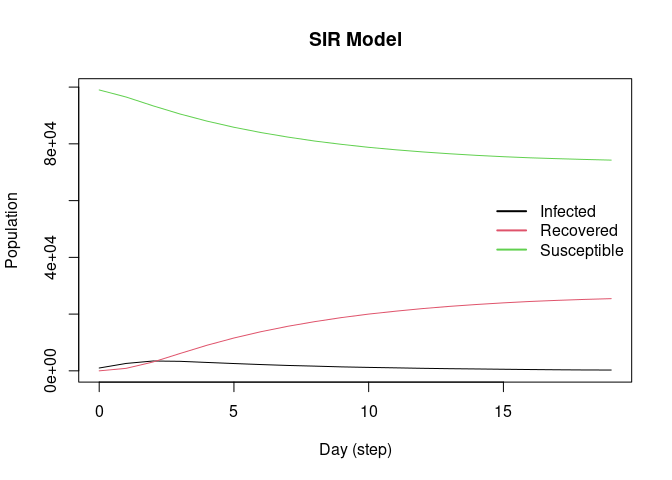 SIR Model
Population
8e+04
4e+04
0e+00
Infected
Recovered
Susceptible
0 5 10 15
Day (step)